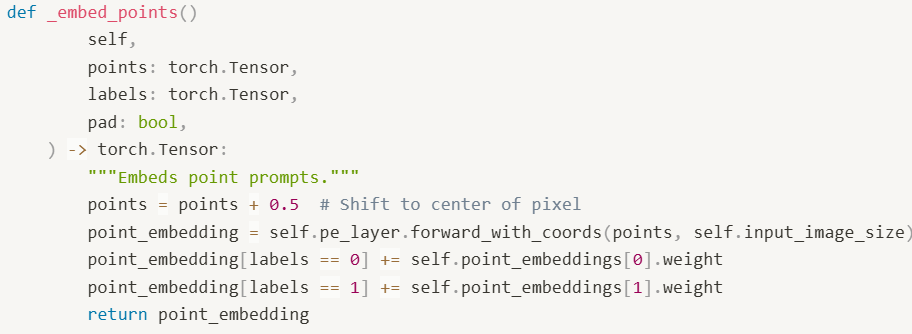 def _embed_points()
self,
points: torch.Tensor,
labels: torch.Tensor,
pad: bool,
) -> torch.Tensor:
"""Embeds point prompts."""
points = points + 0.5  # Shift to center of pixel
point_embedding = self.pe_layer.forward_with_coords(points, self.input_image_size)
point_embedding[labels == 0] += self.point_embeddings[0].weight
point_embedding[labels == 1] += self.point_embeddings[1].weight
return point_embedding